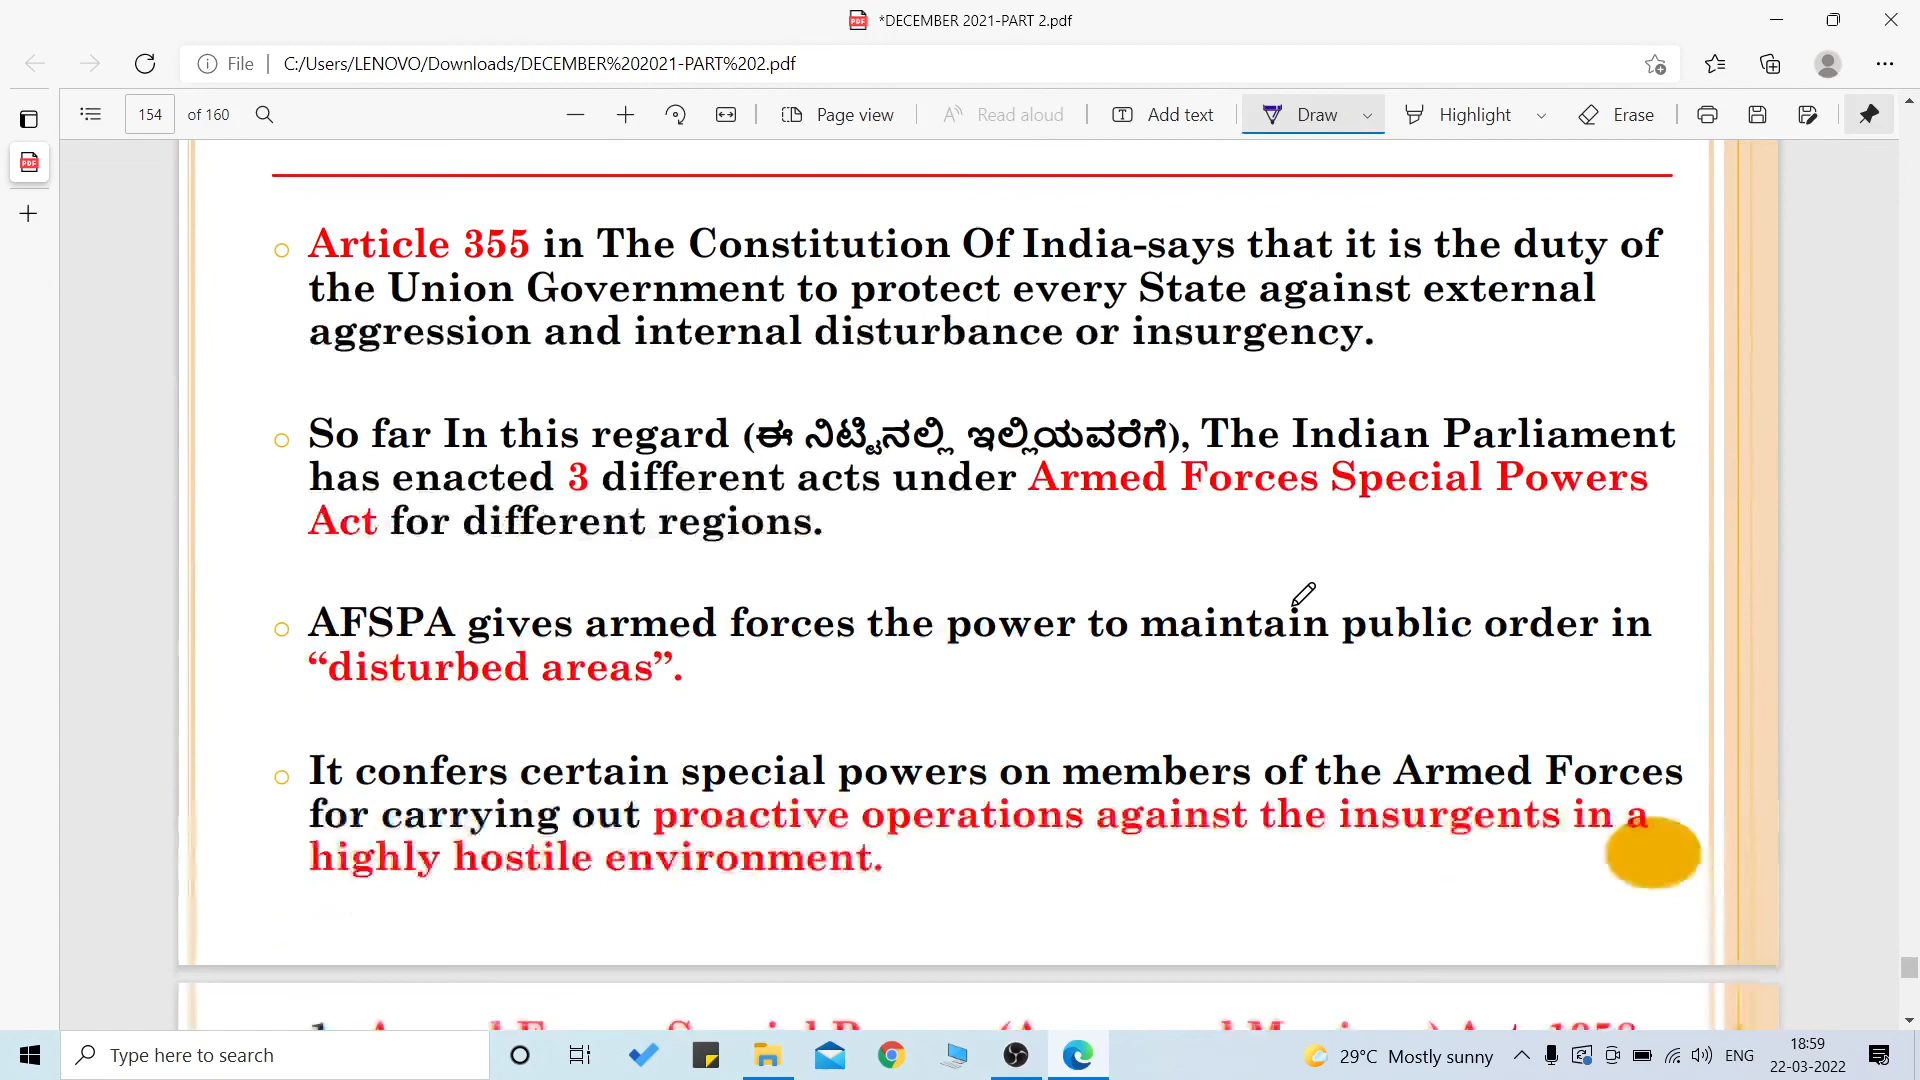 *DECEMBER 2021-PART 2.pdf
File | C:/Users/LENOVO/Downloads/DECEMBER%202021-PART%202.pdf
154 of 160 Page view Read aloud Add text Draw Highlight Erase
Article 355 in The Constitution Of India-says that it is the duty of
the Union Government to protect every State against external
aggression and internal disturbance or insurgency.
So far In this regard (ಈ ನಿಟ್ಟಿನಲ್ಲಿ ಇಲ್ಲಿಯವರೆಗೆ), The Indian Parliament
has enacted 3 different acts under Armed Forces Special Powers
Act for different regions.
AFSPA gives armed forces the power to maintain public order in
“disturbed areas”.
It confers certain special powers on members of the Armed Forces
for carrying out proactive operations against the insurgents in a
highly hostile environment.
Type here to search
29°C Mostly sunny
ENG
18:59
22-03-2022